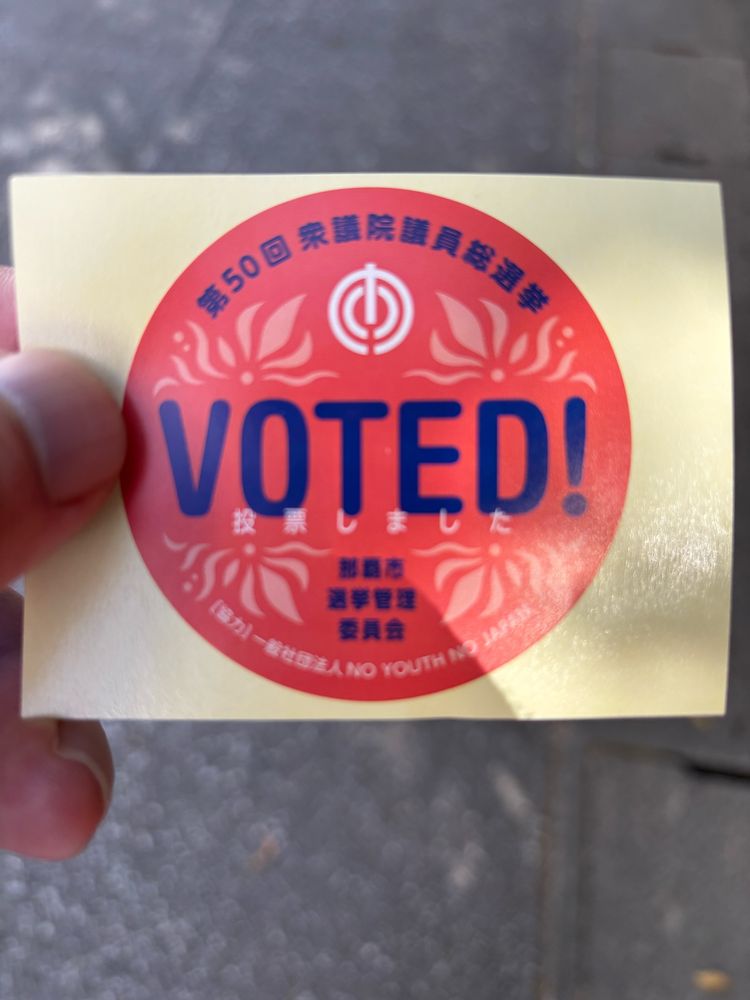 第50回 衆議院議員総選挙
VOTED!
投票しました
那覇市
選挙管理
委員会
【協力】一般社団法人NO YOUTH NO JAPAN